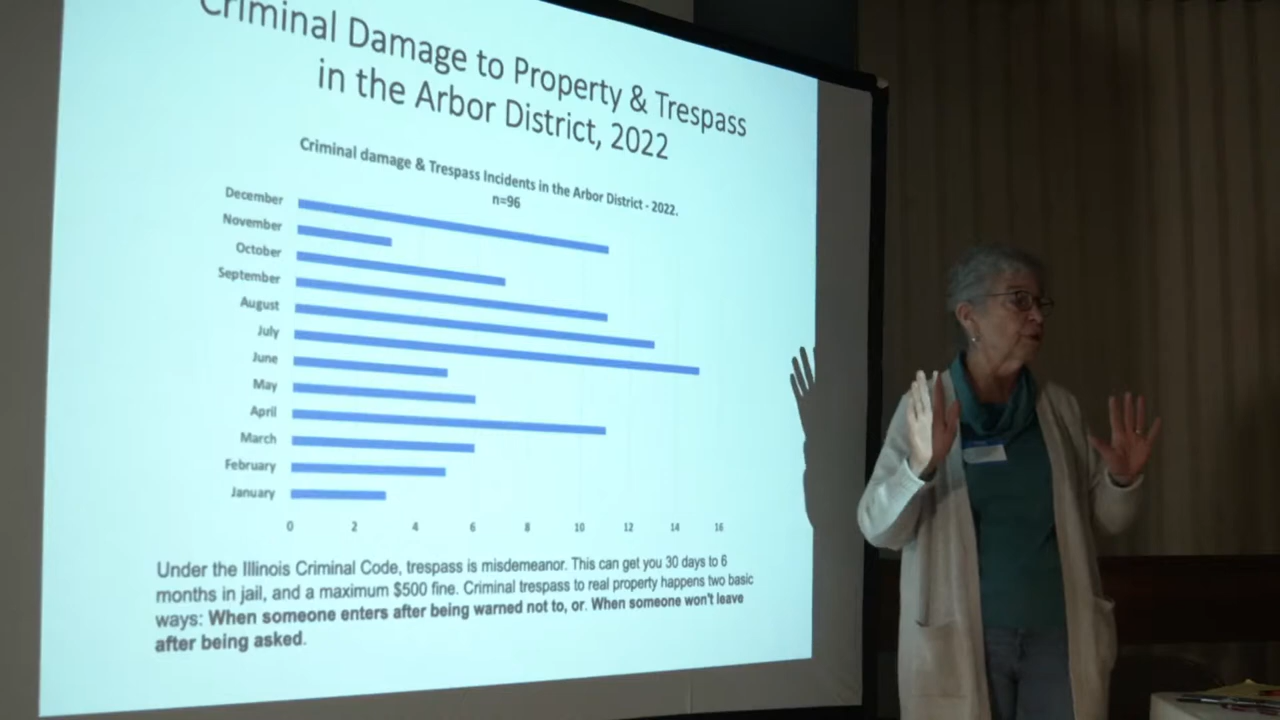 Criminal Damage to Property & Trespass
in the Arbor District, 2022
Criminal damage & Trespass Incidents in the Arbor District - 2022.
n=96
December
November
October
September
August
July
June
May
April
March
February
January
0 2 4 6 8 10 12 14 16
Under the Illinois Criminal Code, trespass is misdemeanor. This can get you 30 days to 6
months in jail, and a maximum $500 fine. Criminal trespass to real property happens two basic
ways: When someone enters after being warned not to, or. When someone won't leave
after being asked.